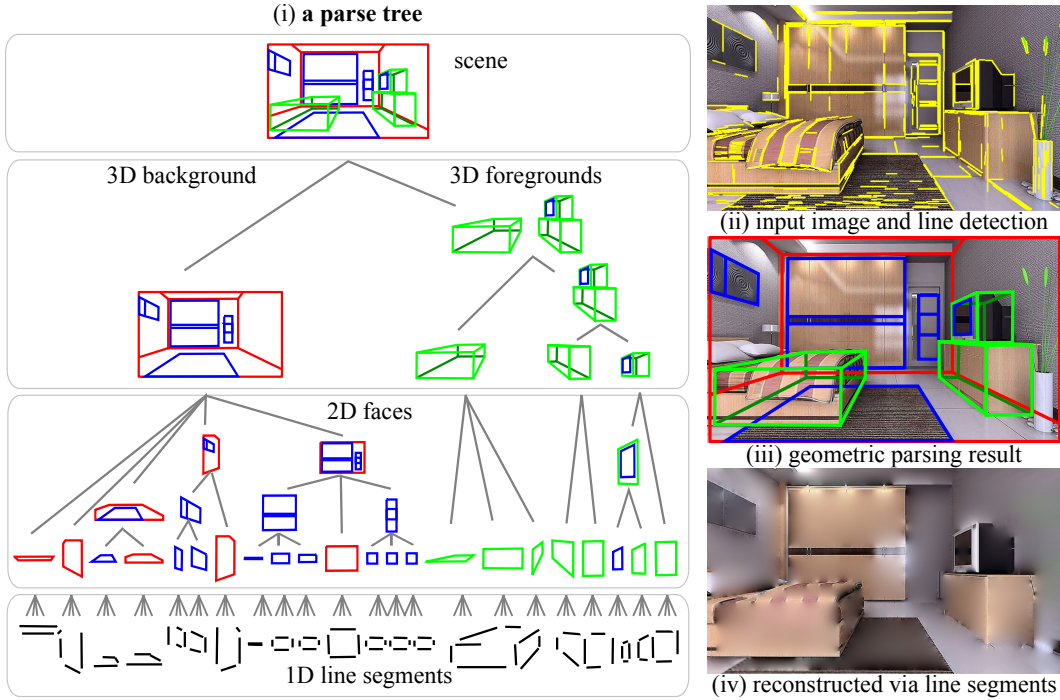 (i) a parse tree
scene
3D background
3D foregrounds
2D faces
1D line segments
(ii) input image and line detection
(iii) geometric parsing result
(iv) reconstructed via line segments